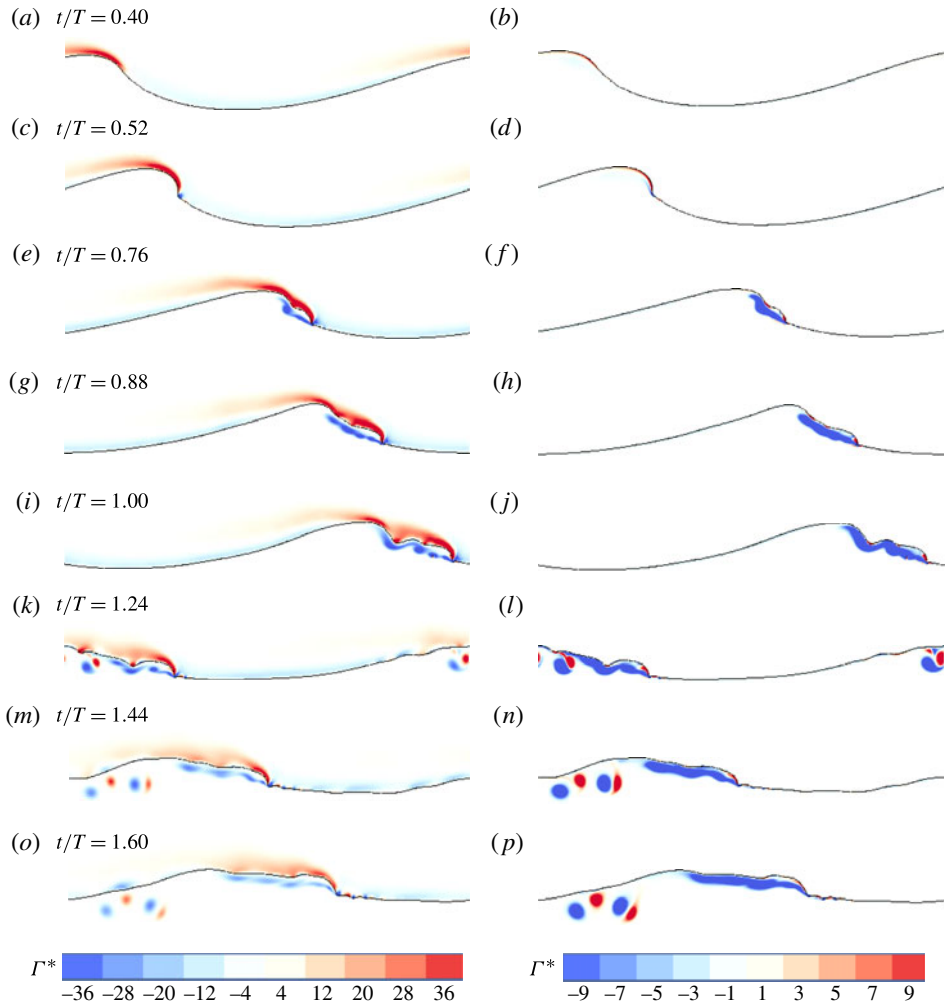 (a) t/T = 0.40 (b)
(c) t/T = 0.52 (d)
(e) t/T = 0.76 (f)
(g) t/T = 0.88 (h)
(i) t/T = 1.00 (j)
(k) t/T = 1.24 (l)
(m) t/T = 1.44 (n)
(o) t/T = 1.60 (p)
Γ* Γ*
–36 –28 –20 –12 –4 4 12 20 28 36 –9 –7 –5 –3 –1 1 3 5 7 9